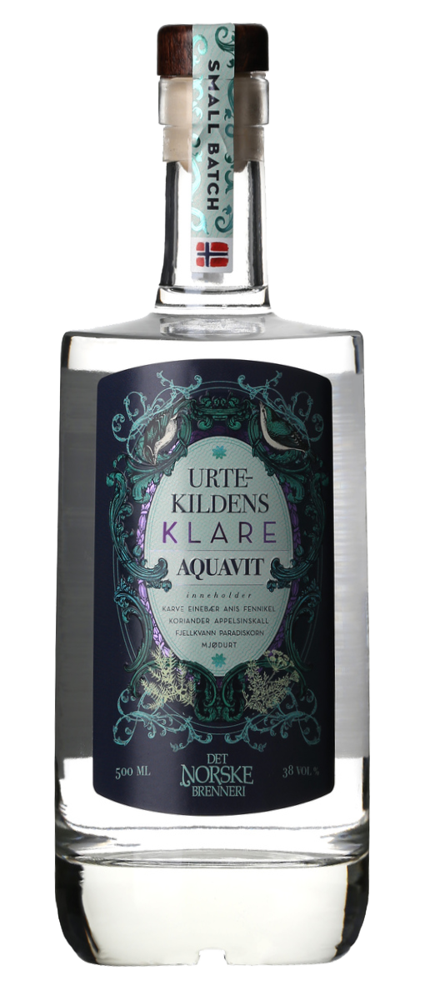 SMALL BATCH
URTE-
KILDENS
KLARE
AQUAVIT
inneholder
KARVE EINEBÆR ANIS FENNIKEL
KORIANDER APPELSINSKALL
FJELLKVANN PARADISKORN
MJØDURT
500 ML
DET
NORSKE
BRENNERI
38 VOL %